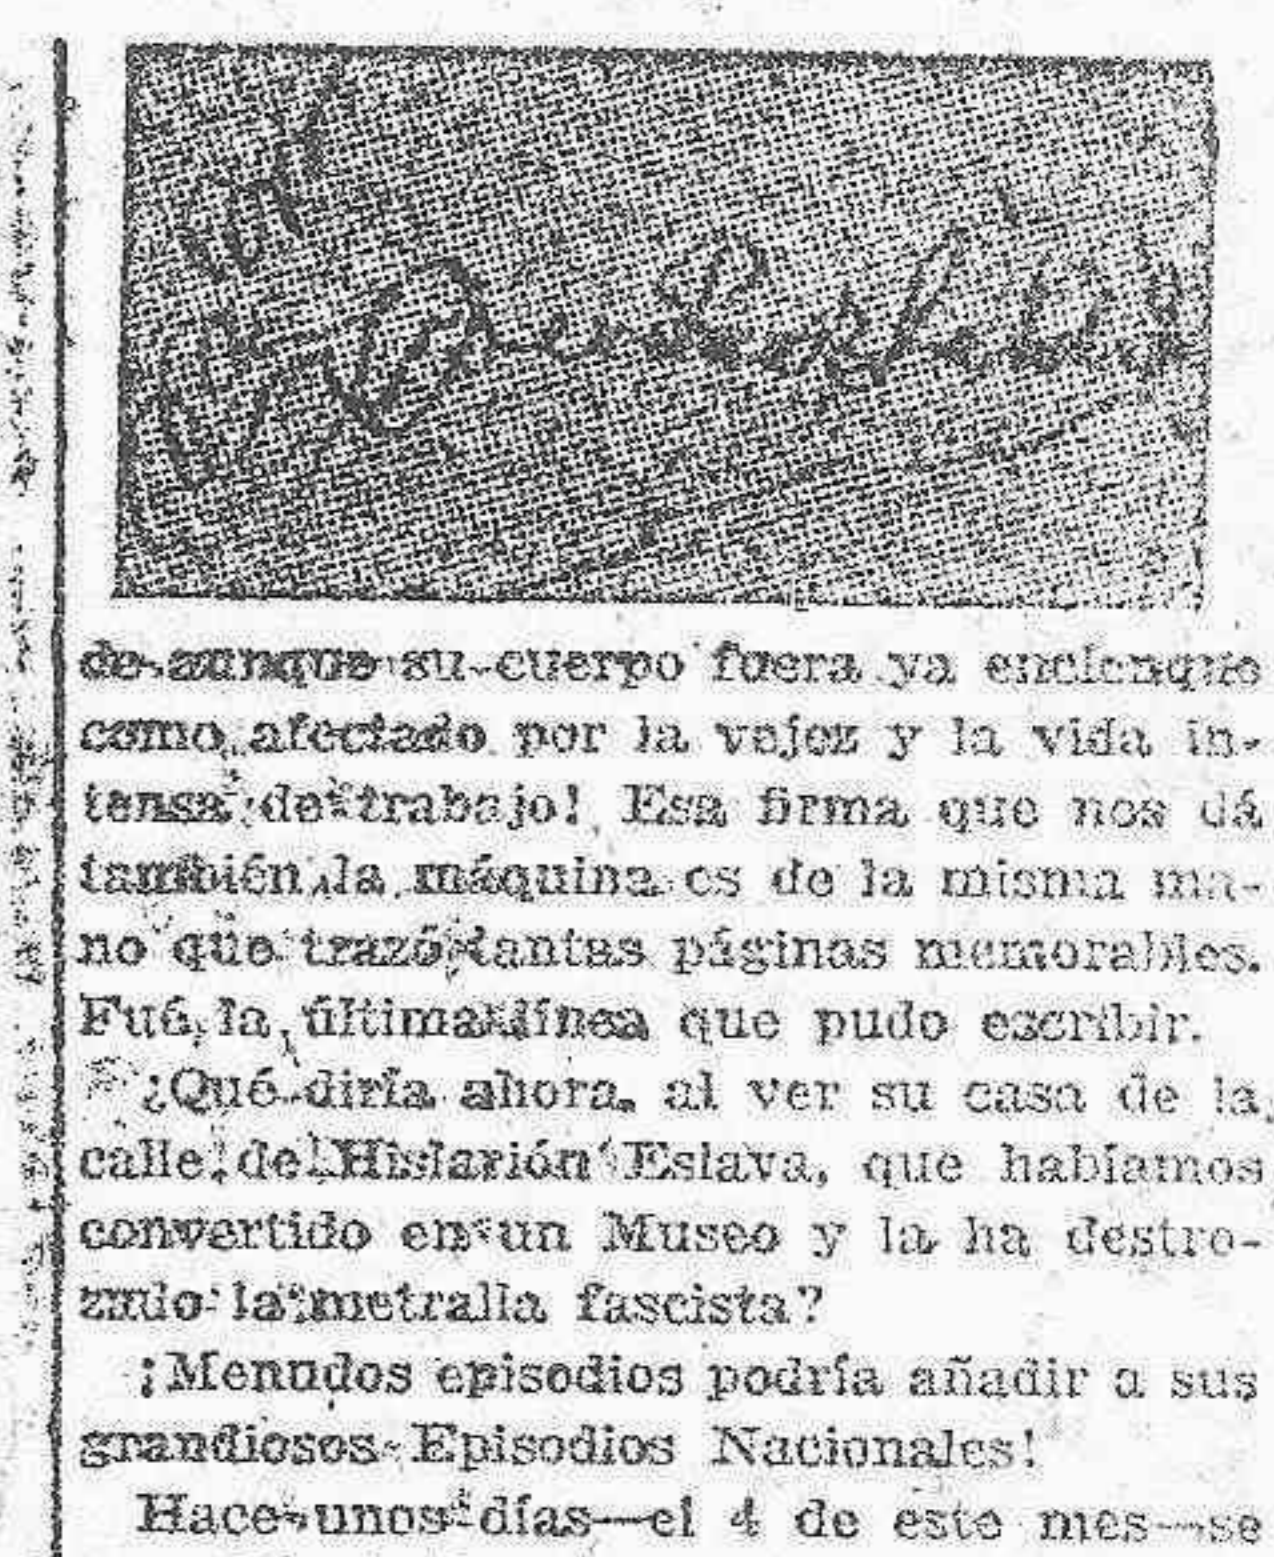 de aunque su cuerpo fuera ya enclenque
como afectado por la vejez y la vida in-
tensa de trabajo! Esa firma que nos dá
también la máquina es de la misma ma-
no que trazó tantas páginas memorables.
Fué la última línea que pudo escribir.
¿Qué diría ahora, al ver su casa de la
calle de Hislarión Eslava, que habíamos
convertido en un Museo y la ha destro-
zado la metralla fascista?
¡Menudos episodios podría añadir a sus
grandiosos Episodios Nacionales!
Hace unos días—el 4 de este mes—se